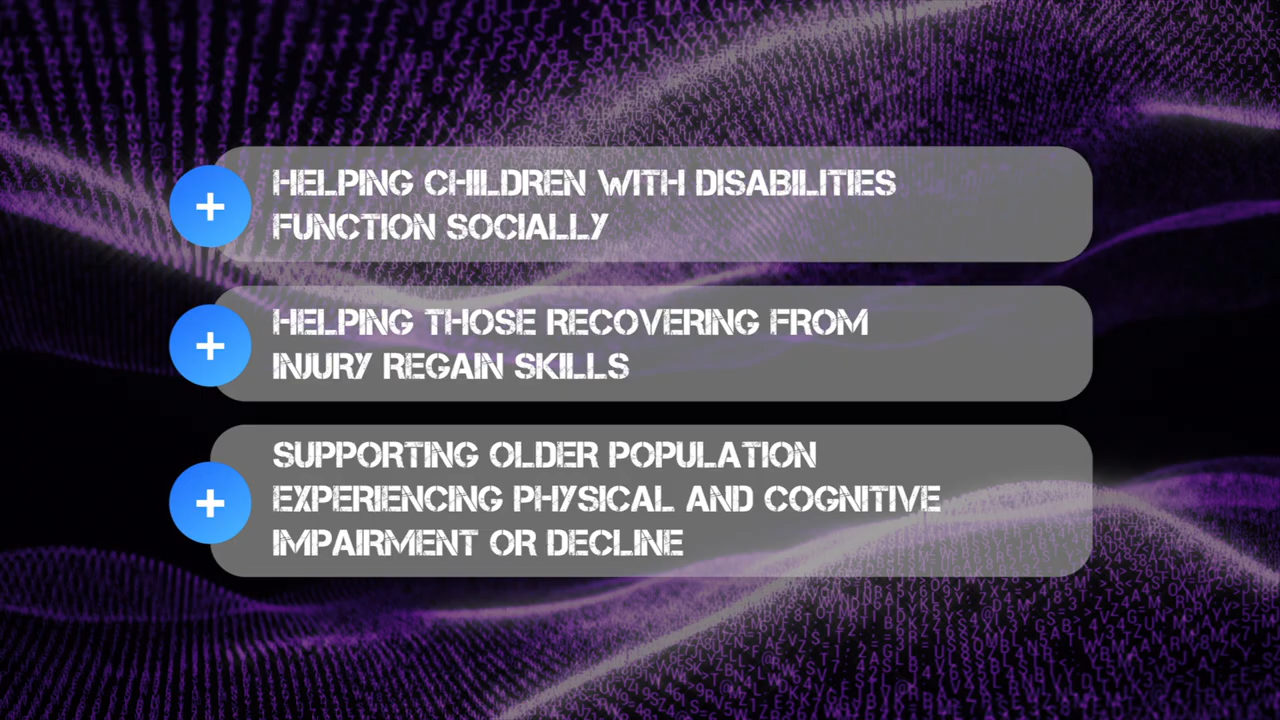 HELPING CHILDREN WITH DISABILITIES
FUNCTION SOCIALLY
HELPING THOSE RECOVERING FROM
INJURY REGAIN SKILLS
SUPPORTING OLDER POPULATION
EXPERIENCING PHYSICAL AND COGNITIVE
IMPAIRMENT OR DECLINE